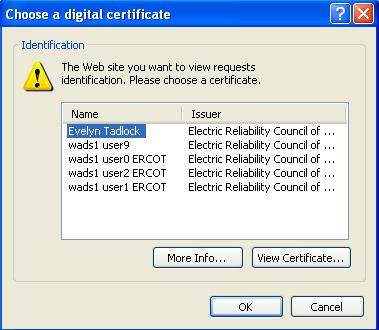 Choose a digital certificate
?
Identification
The Web site you want to view requests
identification. Please choose a certificate.
Name Issuer
Evelyn Tadlock Electric Reliability Council of ...
wads1 user9 Electric Reliability Council of ...
wads1 user0 ERCOT Electric Reliability Council of ...
wads1 user2 ERCOT Electric Reliability Council of ...
wads1 user1 ERCOT Electric Reliability Council of ...
More Info... View Certificate...
OK Cancel